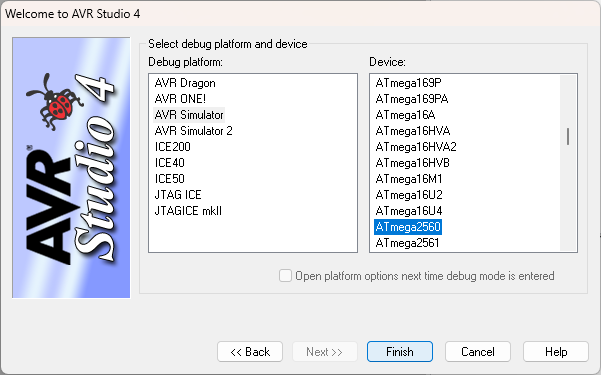 Welcome to AVR Studio 4
AVR® Studio 4
Select debug platform and device
Debug platform:
AVR Dragon
AVR ONE!
AVR Simulator
AVR Simulator 2
ICE200
ICE40
ICE50
JTAG ICE
JTAGICE mkII
Device:
ATmega169P
ATmega169PA
ATmega16A
ATmega16HVA
ATmega16HVA2
ATmega16HVB
ATmega16M1
ATmega16U2
ATmega16U4
ATmega2560
ATmega2561
Open platform options next time debug mode is entered
<< Back
Next >>
Finish
Cancel
Help